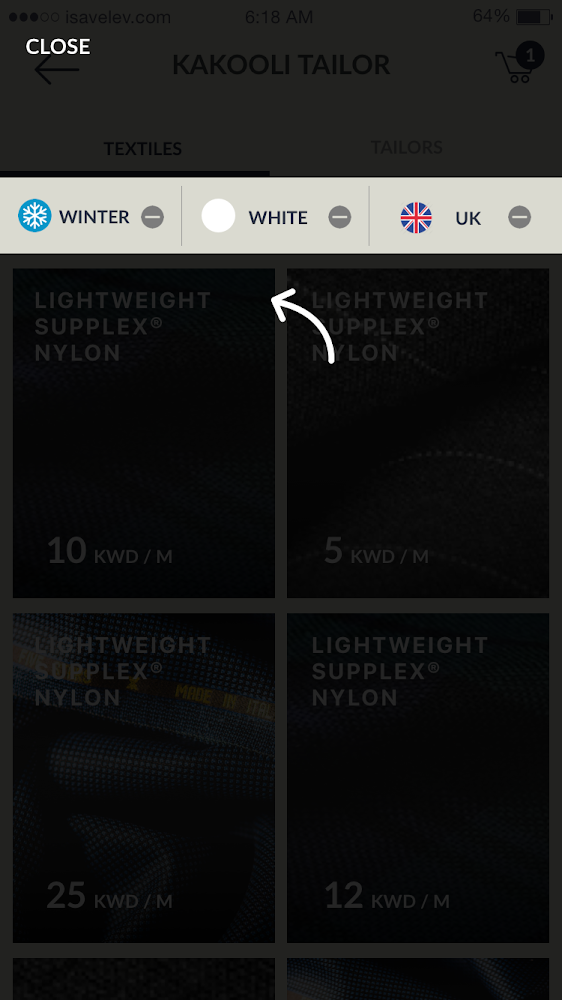 isavelev.com 6:18 AM 64%
CLOSE
KAKOOLI TAILOR
1
TEXTILES TAILORS
WINTER WHITE UK
LIGHTWEIGHT
SUPPLEX®
NYLON
10 KWD / M
LIGHTWEIGHT
SUPPLEX®
NYLON
5 KWD / M
LIGHTWEIGHT
SUPPLEX®
NYLON
MADE IN ITAL
25 KWD / M
LIGHTWEIGHT
SUPPLEX®
NYLON
12 KWD / M